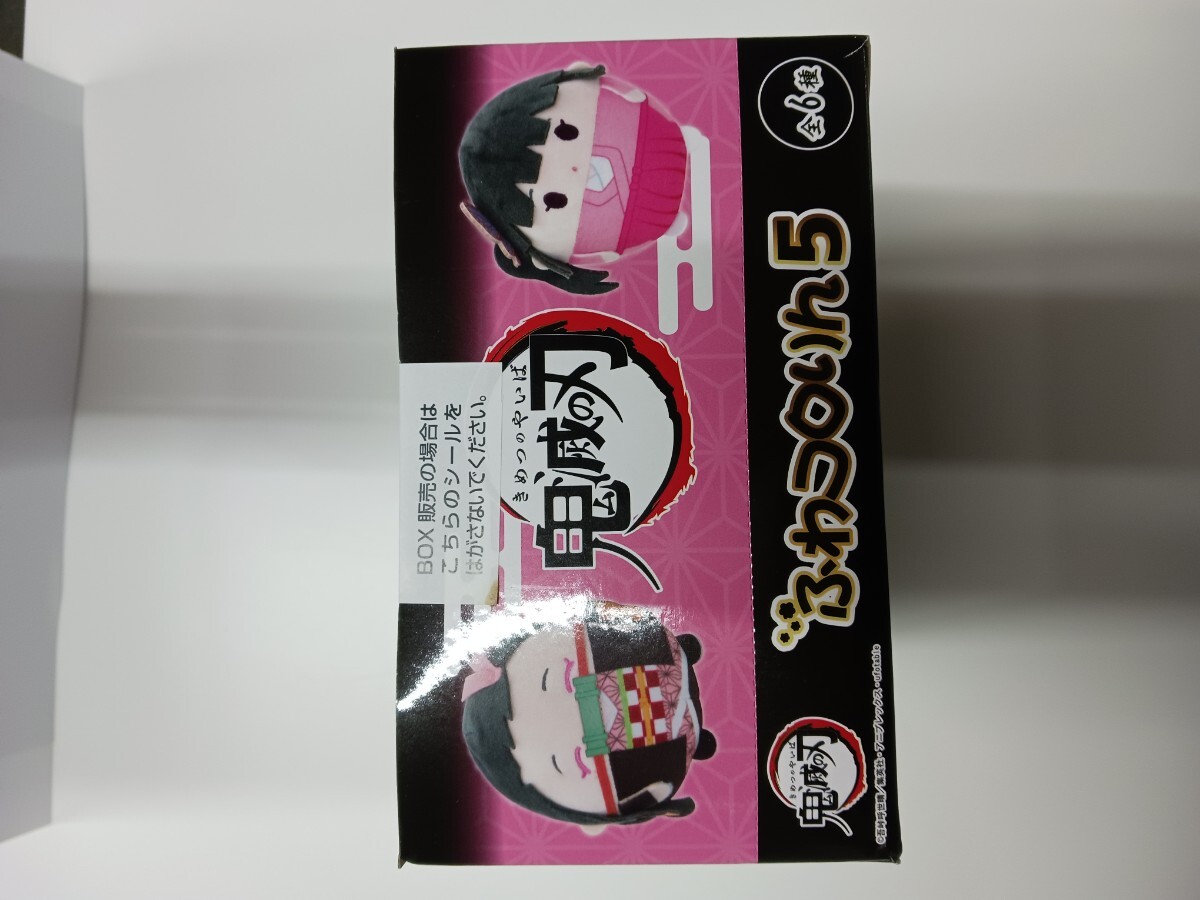 BOX 販売の場合は
こちらのシールを
はがさないでください。
きめつのやいば
鬼滅の刃
全6種
ふわコロりん5
きめつのやいば
鬼滅の刃
©吾峠呼世晴／集英社・アニプレックス・ufotable